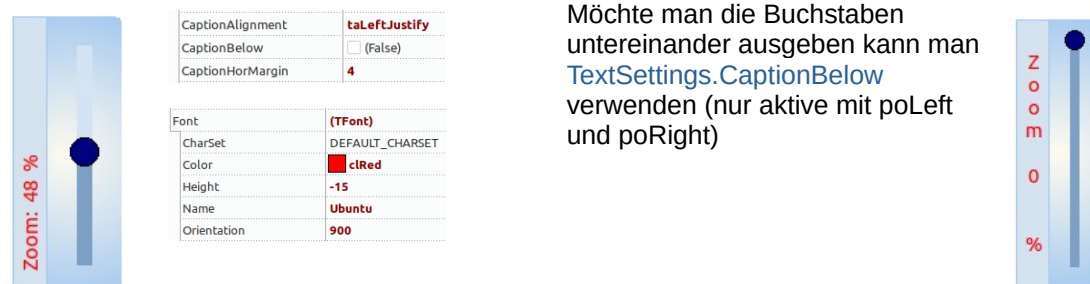 Zoom: 48 %
CaptionAlignment taLeftJustify
CaptionBelow (False)
CaptionHorMargin 4
Font (TFont)
CharSet DEFAULT_CHARSET
Color clRed
Height -15
Name Ubuntu
Orientation 900
Möchte man die Buchstaben
untereinander ausgeben kann man
TextSettings.CaptionBelow
verwenden (nur aktive mit poLeft
und poRight)
Z
o
o
m
0
%